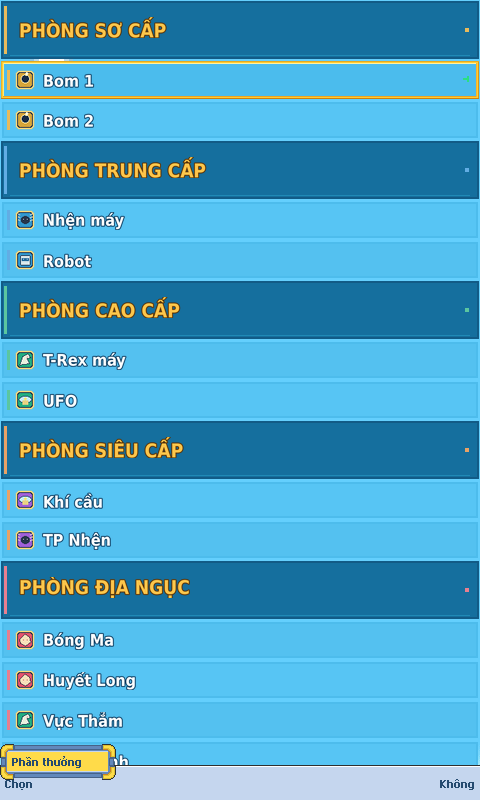 PHÒNG SƠ CẤP
Bom 1
Bom 2
PHÒNG TRUNG CẤP
Nhện máy
Robot
PHÒNG CAO CẤP
T-Rex máy
UFO
PHÒNG SIÊU CẤP
Khí cầu
TP Nhện
PHÒNG ĐỊA NGỤC
Bóng Ma
Huyết Long
Vực Thẳm
Phần thưởng
Chọn
Không